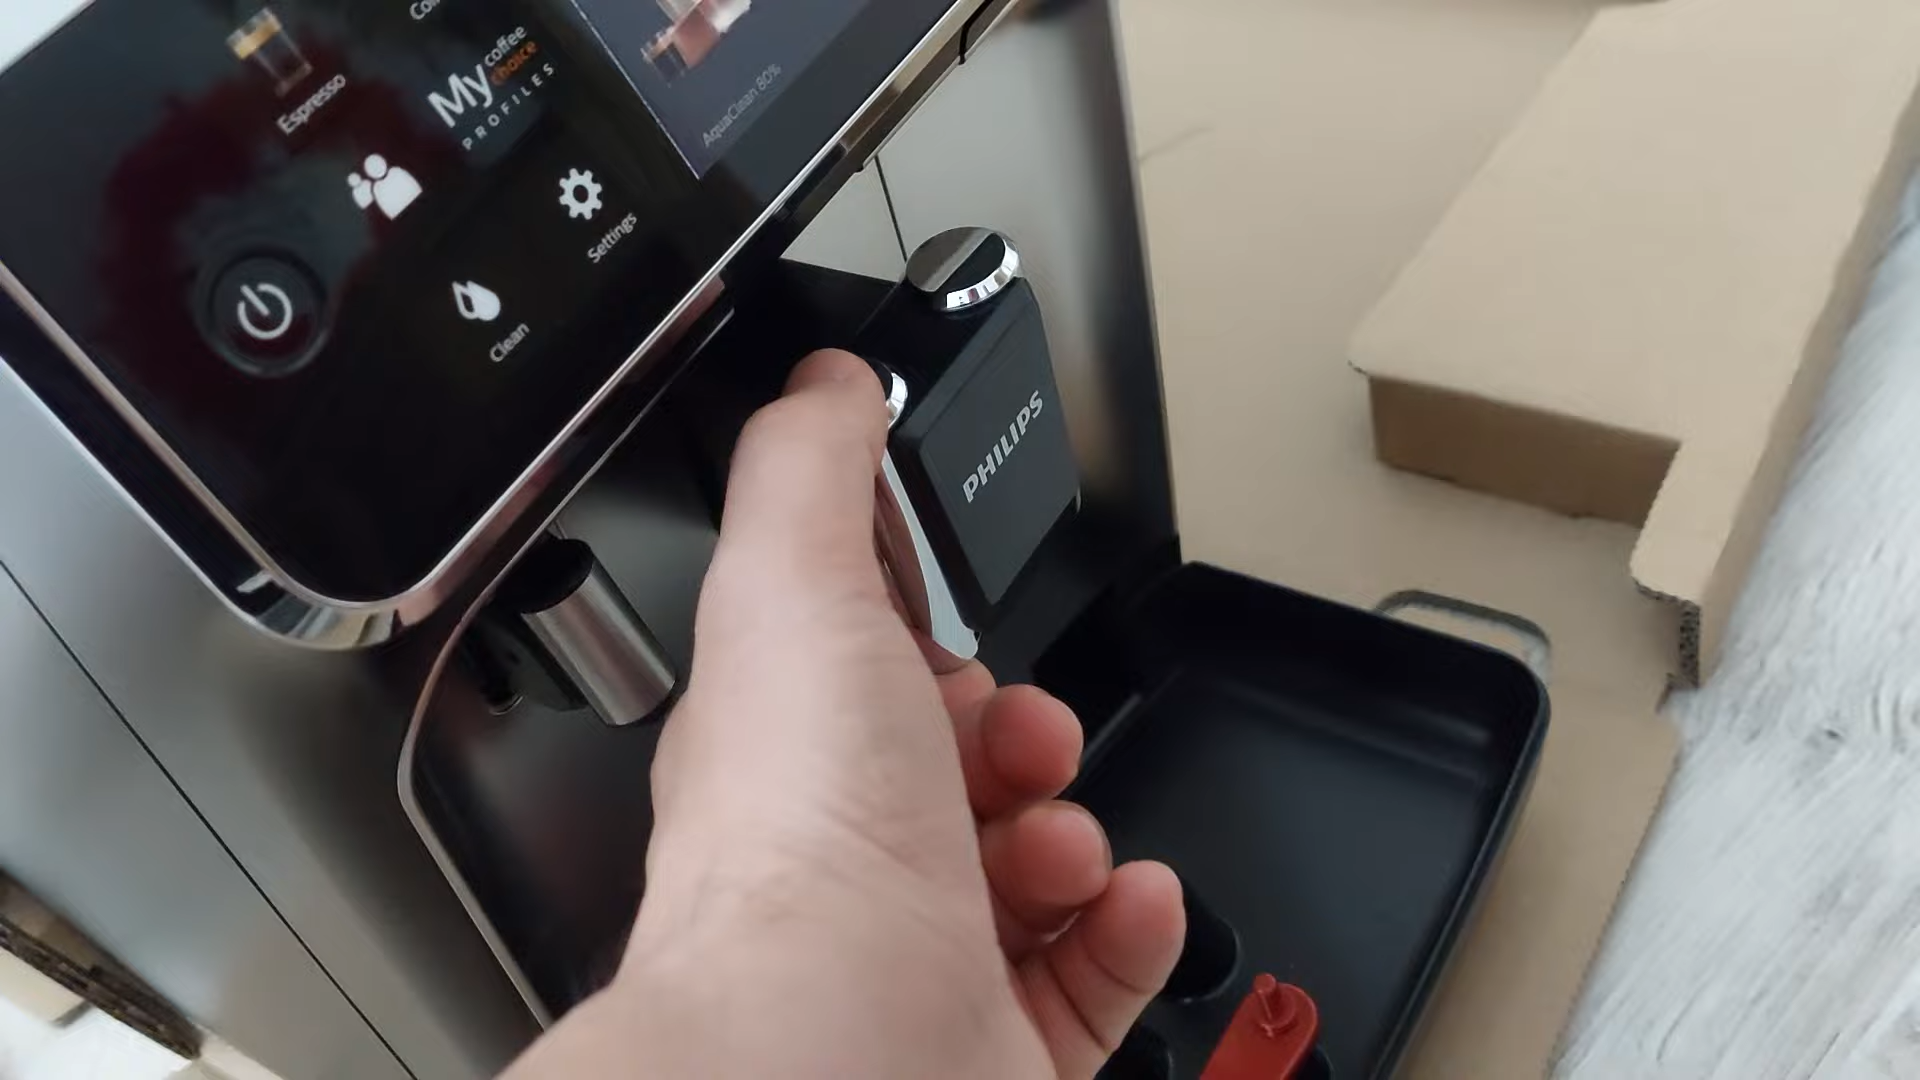 Espresso
My coffee
choice
PROFILES
AquaClean 80%
Settings
Clean
PHILIPS